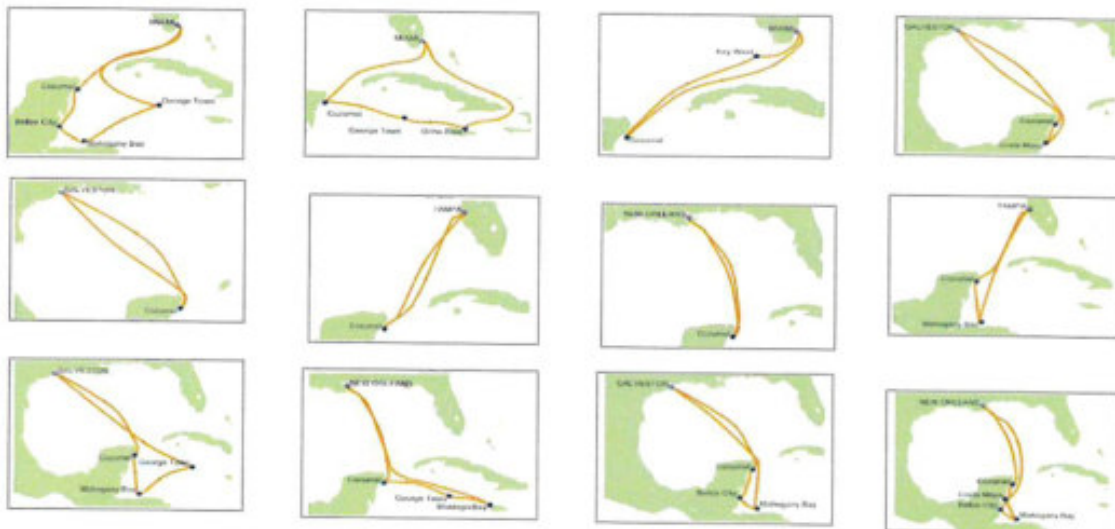 MIAMI
Cozumel
George Town
Belize City
Mahogany Bay
MIAMI
Cozumel
George Town
Ocho Rios
MIAMI
Key West
Cozumel
GALVESTON
Cozumel
Costa Maya
GALVESTON
Cozumel
TAMPA
Cozumel
NEW ORLEANS
Cozumel
TAMPA
Cozumel
Mahogany Bay
GALVESTON
Cozumel
George Town
Mahogany Bay
NEW ORLEANS
Cozumel
George Town
GALVESTON
Cozumel
Belize City
Mahogany Bay
NEW ORLEANS
Cozumel
Costa Maya
Belize City
Mahogany Bay